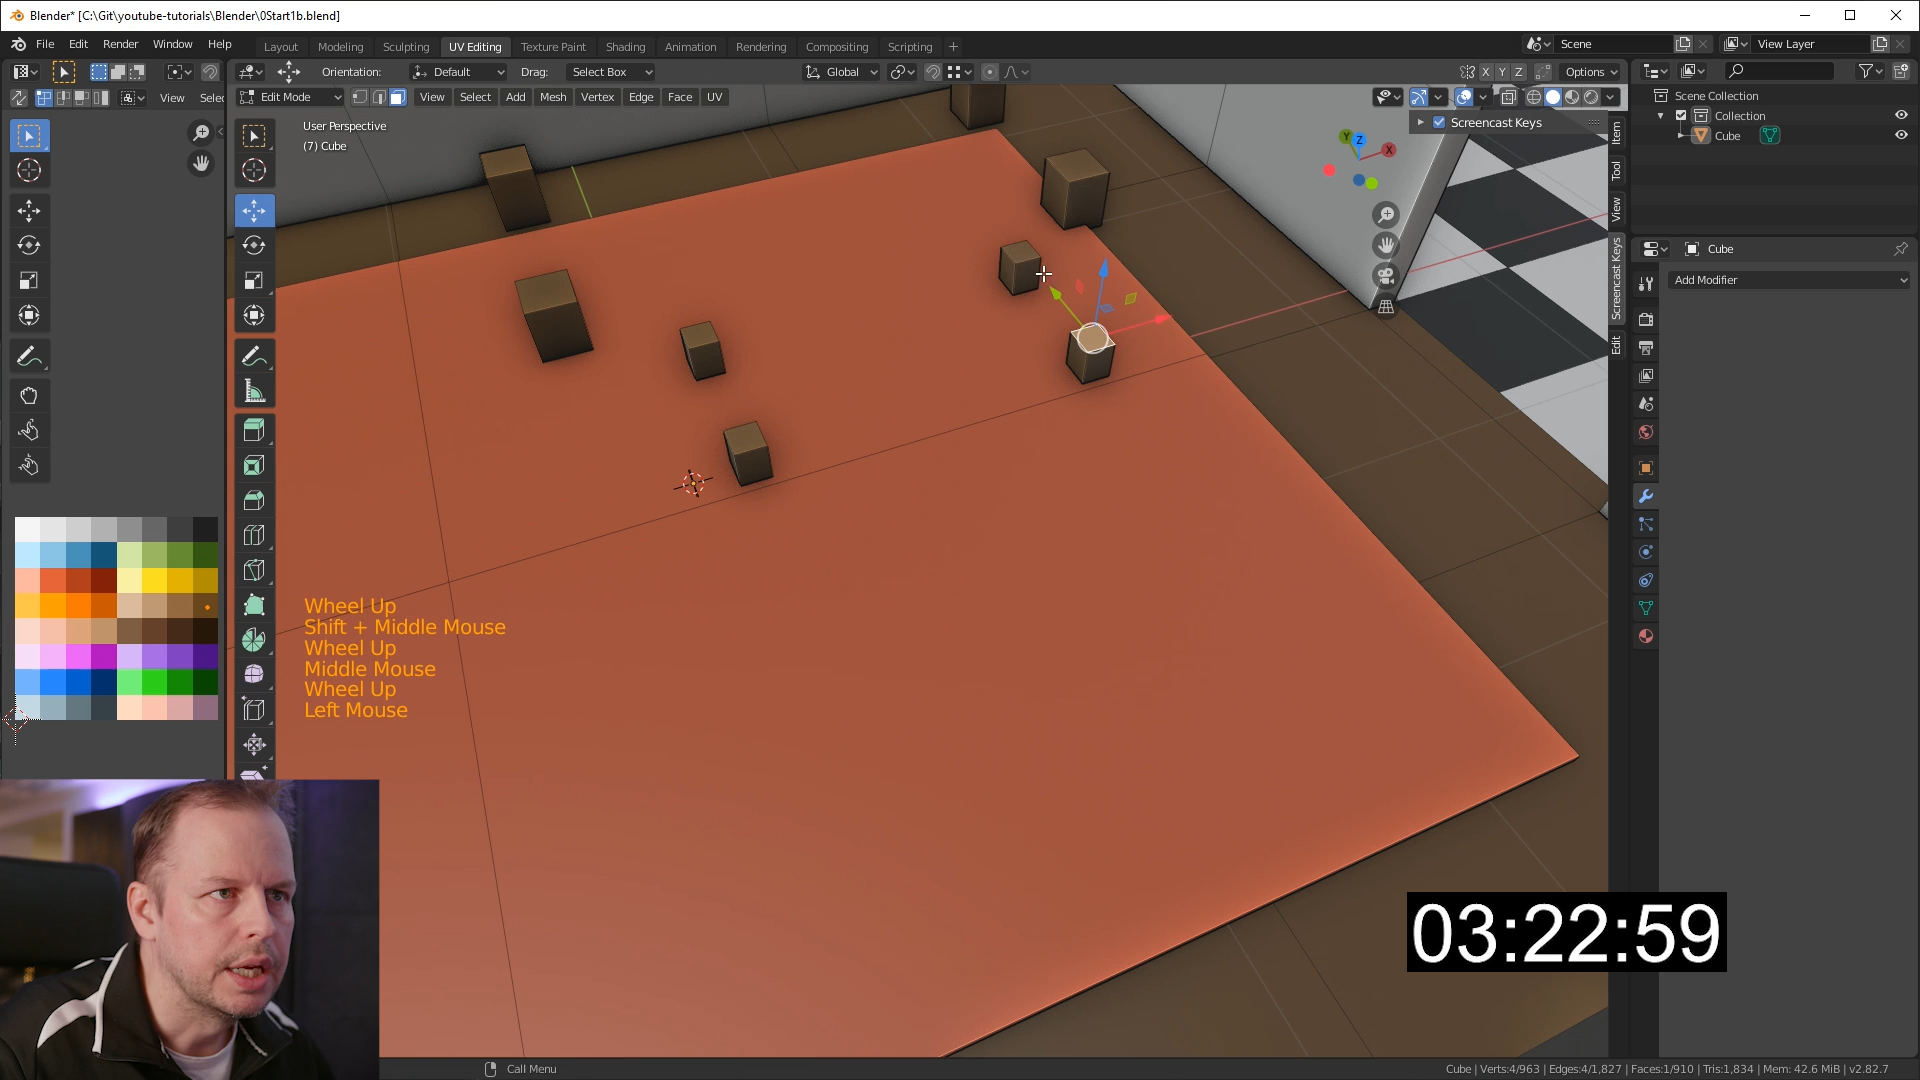 Blender* [C:\Git\youtube-tutorials\Blender\0Start1b.blend]
File Edit Render Window Help Layout Modeling Sculpting UV Editing Texture Paint Shading Animation Rendering Compositing Scripting + Scene View Layer
Orientation: Default Drag: Select Box Global X Y Z Options
View Selec Edit Mode View Select Add Mesh Vertex Edge Face UV
Scene Collection
Collection
Cube
User Perspective
(7) Cube
Screencast Keys
Y Z X
Item
Tool
View
Screencast Keys
Edit
Cube
Add Modifier
Wheel Up
Shift + Middle Mouse
Wheel Up
Middle Mouse
Wheel Up
Left Mouse
03:22:59
Call Menu
Cube | Verts:4/963 | Edges:4/1,827 | Faces:1/910 | Tris:1,834 | Mem: 42.6 MiB | v2.82.7